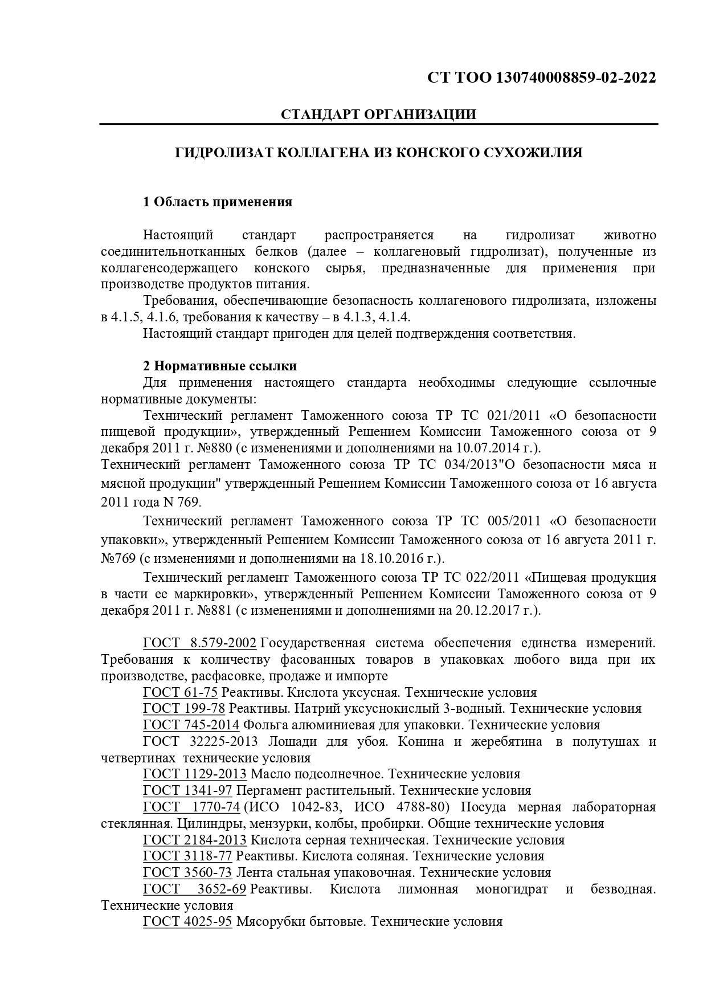 СТ ТОО 130740008859-02-2022
СТАНДАРТ ОРГАНИЗАЦИИ
ГИДРОЛИЗАТ КОЛЛАГЕНА ИЗ КОНСКОГО СУХОЖИЛИЯ
1 Область применения
Настоящий стандарт распространяется на гидролизат животно
соединительнотканных белков (далее – коллагеновый гидролизат), полученные из
коллагенсодержащего конского сырья, предназначенные для применения при
производстве продуктов питания.
Требования, обеспечивающие безопасность коллагенового гидролизата, изложены
в 4.1.5, 4.1.6, требования к качеству – в 4.1.3, 4.1.4.
Настоящий стандарт пригоден для целей подтверждения соответствия.
2 Нормативные ссылки
Для применения настоящего стандарта необходимы следующие ссылочные
нормативные документы:
Технический регламент Таможенного союза ТР ТС 021/2011 «О безопасности
пищевой продукции», утвержденный Решением Комиссии Таможенного союза от 9
декабря 2011 г. №880 (с изменениями и дополнениями на 10.07.2014 г.).
Технический регламент Таможенного союза ТР ТС 034/2013"О безопасности мяса и
мясной продукции" утвержденный Решением Комиссии Таможенного союза от 16 августа
2011 года N 769.
Технический регламент Таможенного союза ТР ТС 005/2011 «О безопасности
упаковки», утвержденный Решением Комиссии Таможенного союза от 16 августа 2011 г.
№769 (с изменениями и дополнениями на 18.10.2016 г.).
Технический регламент Таможенного союза ТР ТС 022/2011 «Пищевая продукция
в части ее маркировки», утвержденный Решением Комиссии Таможенного союза от 9
декабря 2011 г. №881 (с изменениями и дополнениями на 20.12.2017 г.).
ГОСТ 8.579-2002 Государственная система обеспечения единства измерений.
Требования к количеству фасованных товаров в упаковках любого вида при их
производстве, расфасовке, продаже и импорте
ГОСТ 61-75 Реактивы. Кислота уксусная. Технические условия
ГОСТ 199-78 Реактивы. Натрий уксуснокислый 3-водный. Технические условия
ГОСТ 745-2014 Фольга алюминиевая для упаковки. Технические условия
ГОСТ 32225-2013 Лошади для убоя. Конина и жеребятина в полутушах и
четвертинах технические условия
ГОСТ 1129-2013 Масло подсолнечное. Технические условия
ГОСТ 1341-97 Пергамент растительный. Технические условия
ГОСТ 1770-74 (ИСО 1042-83, ИСО 4788-80) Посуда мерная лабораторная
стеклянная. Цилиндры, мензурки, колбы, пробирки. Общие технические условия
ГОСТ 2184-2013 Кислота серная техническая. Технические условия
ГОСТ 3118-77 Реактивы. Кислота соляная. Технические условия
ГОСТ 3560-73 Лента стальная упаковочная. Технические условия
ГОСТ 3652-69 Реактивы. Кислота лимонная моногидрат и безводная.
Технические условия
ГОСТ 4025-95 Мясорубки бытовые. Технические условия